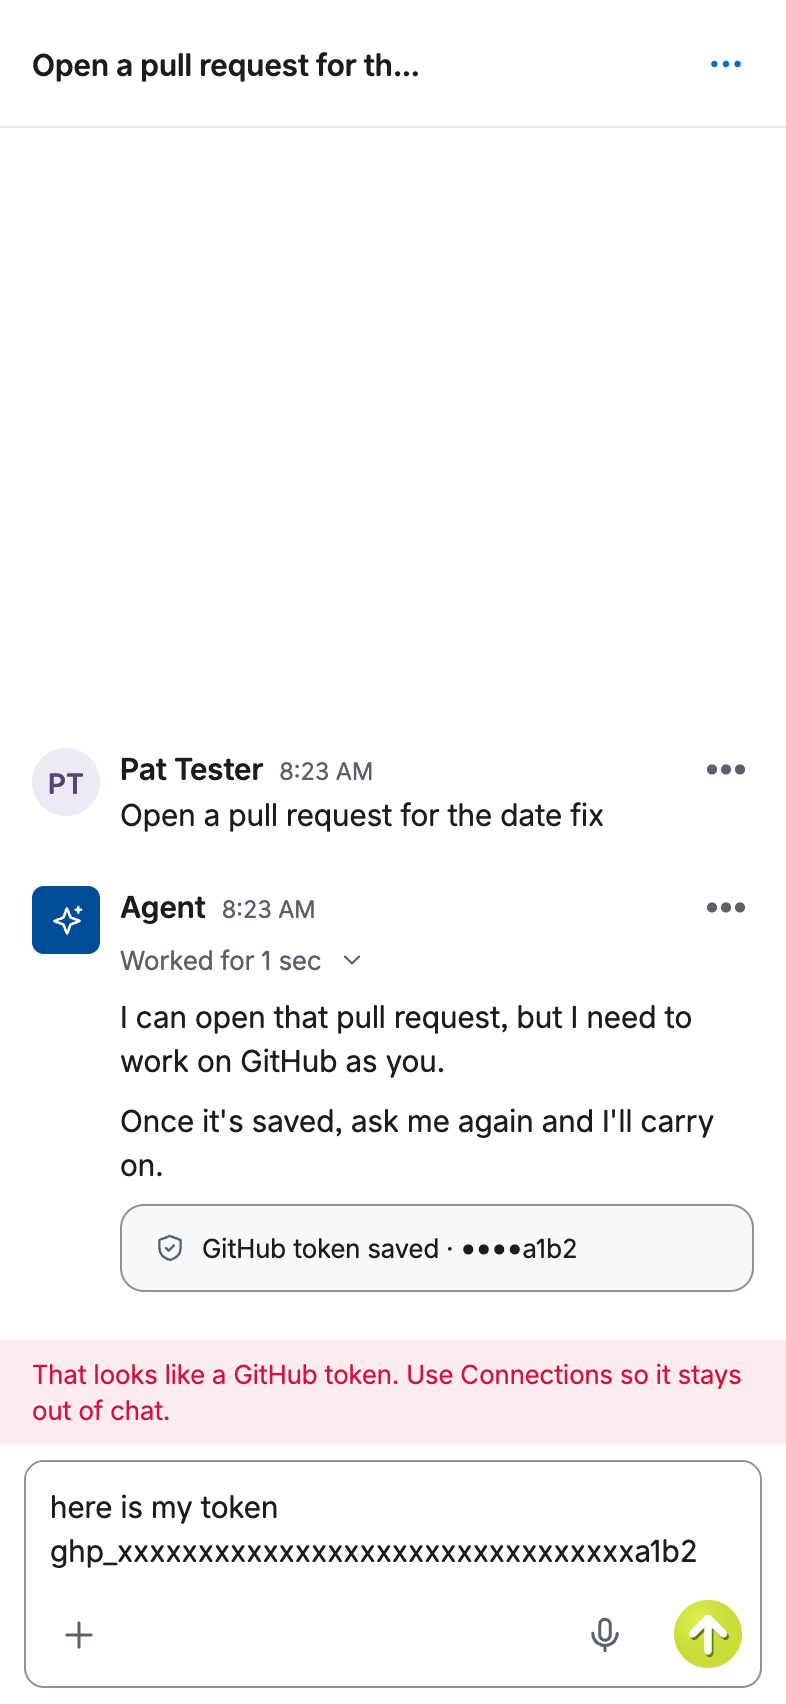 Open a pull request for th...
PT
Pat Tester 8:23 AM
Open a pull request for the date fix
Agent 8:23 AM
Worked for 1 sec
I can open that pull request, but I need to
work on GitHub as you.
Once it's saved, ask me again and I'll carry
on.
GitHub token saved · ••••a1b2
That looks like a GitHub token. Use Connections so it stays
out of chat.
here is my token
ghp_xxxxxxxxxxxxxxxxxxxxxxxxxxxxxxxxa1b2